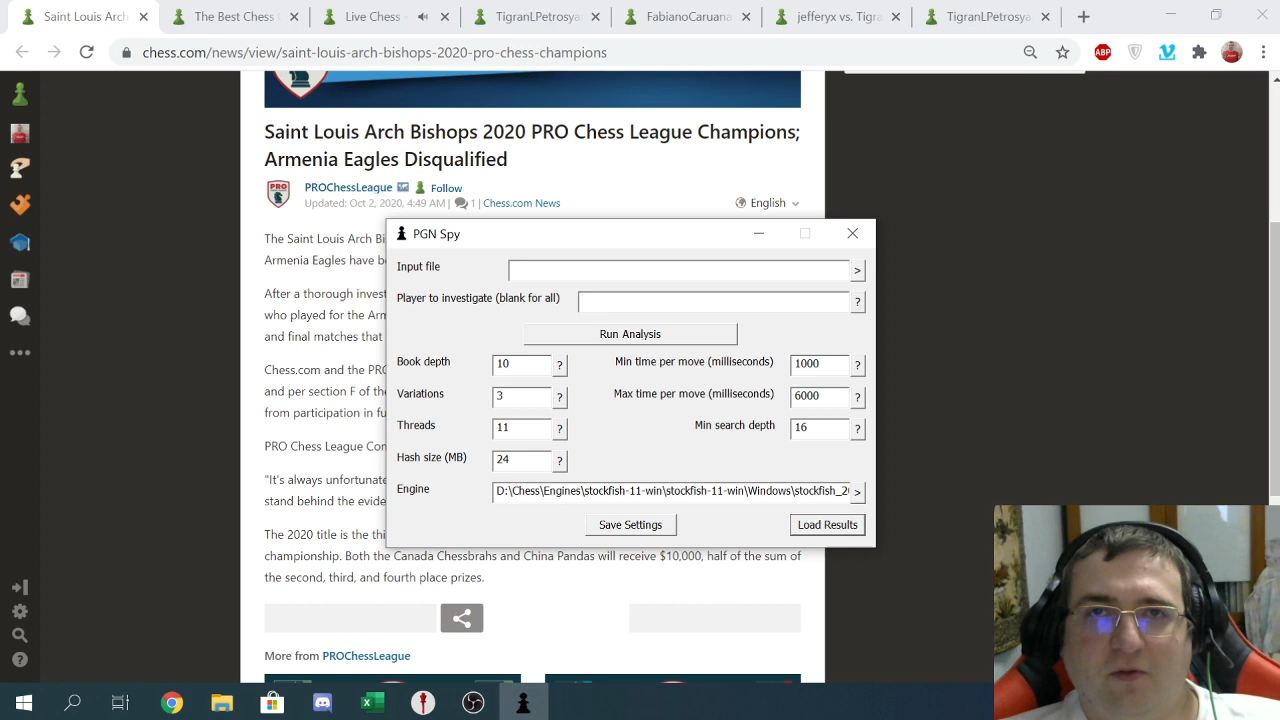 Saint Louis Arch
The Best Chess
Live Chess -
TigranLPetrosya
FabianoCaruana
jefferyx vs. Tigra
TigranLPetrosya
chess.com/news/view/saint-louis-arch-bishops-2020-pro-chess-champions
ABP
PRO
Saint Louis Arch Bishops 2020 PRO Chess League Champions;
Armenia Eagles Disqualified
PROChessLeague Follow
Updated: Oct 2, 2020, 4:49 AM | 1 | Chess.com News
English
The Saint Louis Arch Bi
Armenia Eagles have be
After a thorough invest
who played for the Arm
and final matches that
Chess.com and the PRC
and per section F of the
from participation in fu
PRO Chess League Con
"It's always unfortunate
stand behind the evide
The 2020 title is the thi
championship. Both the Canada Chessbrahs and China Pandas will receive $10,000, half of the sum of
the second, third, and fourth place prizes.
More from PROChessLeague
PGN Spy
Input file >
Player to investigate (blank for all) ?
Run Analysis
Book depth 10 ? Min time per move (milliseconds) 1000 ?
Variations 3 ? Max time per move (milliseconds) 6000 ?
Threads 11 ? Min search depth 16 ?
Hash size (MB) 24 ?
Engine D:\Chess\Engines\stockfish-11-win\stockfish-11-win\Windows\stockfish_20 >
Save Settings Load Results